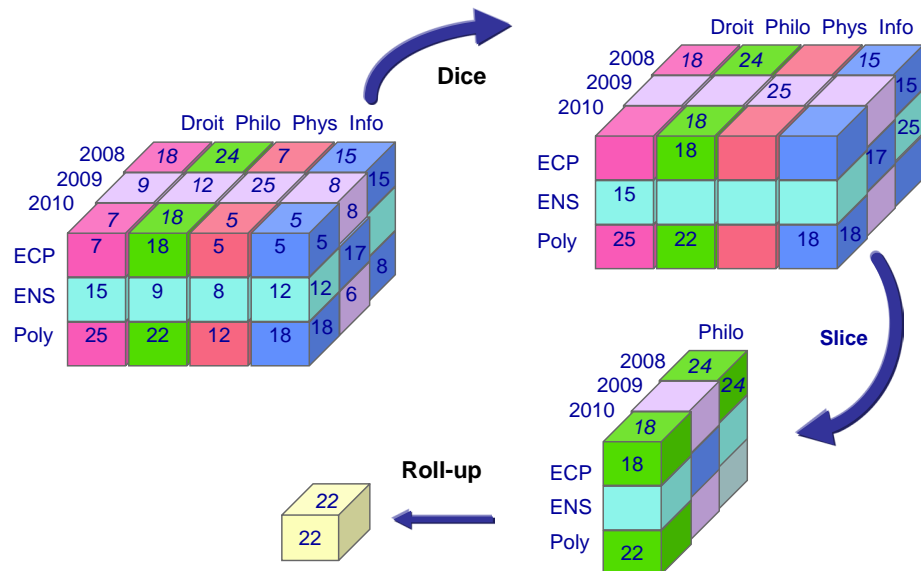 Droit Philo Phys Info
2008 18 24 15
2009 25 15
2010 18 25
ECP 18 17
ENS 15
Poly 25 22 18 18
Dice
Droit Philo Phys Info
2008 18 24 7 15
2009 9 12 25 8 15
2010 7 18 5 5 8
ECP 7 18 5 5 5 17
ENS 15 9 8 12 12 6 8
Poly 25 22 12 18 18
Slice
Philo
2008 24
2009 24
2010 18
ECP 18
ENS
Poly 22
Roll-up
22
22